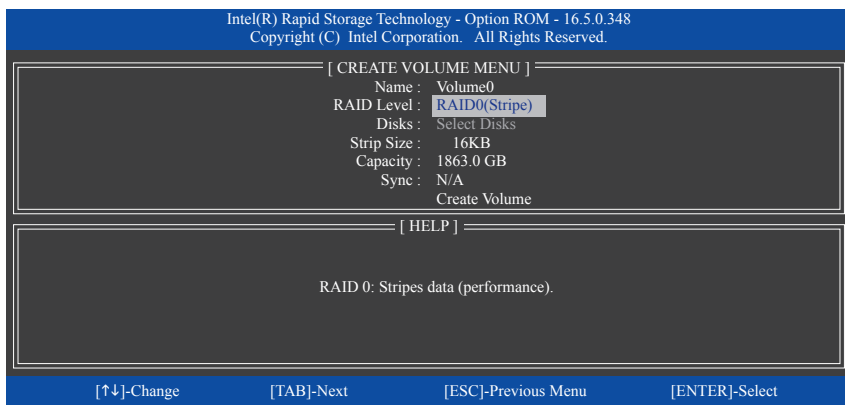 Intel(R) Rapid Storage Technology - Option ROM - 16.5.0.348
Copyright (C) Intel Corporation. All Rights Reserved.
[ CREATE VOLUME MENU ]
Name : Volume0
RAID Level : RAID0(Stripe)
Disks : Select Disks
Strip Size : 16KB
Capacity : 1863.0 GB
Sync : N/A
Create Volume
[ HELP ]
RAID 0: Stripes data (performance).
[↑↓]-Change [TAB]-Next [ESC]-Previous Menu [ENTER]-Select